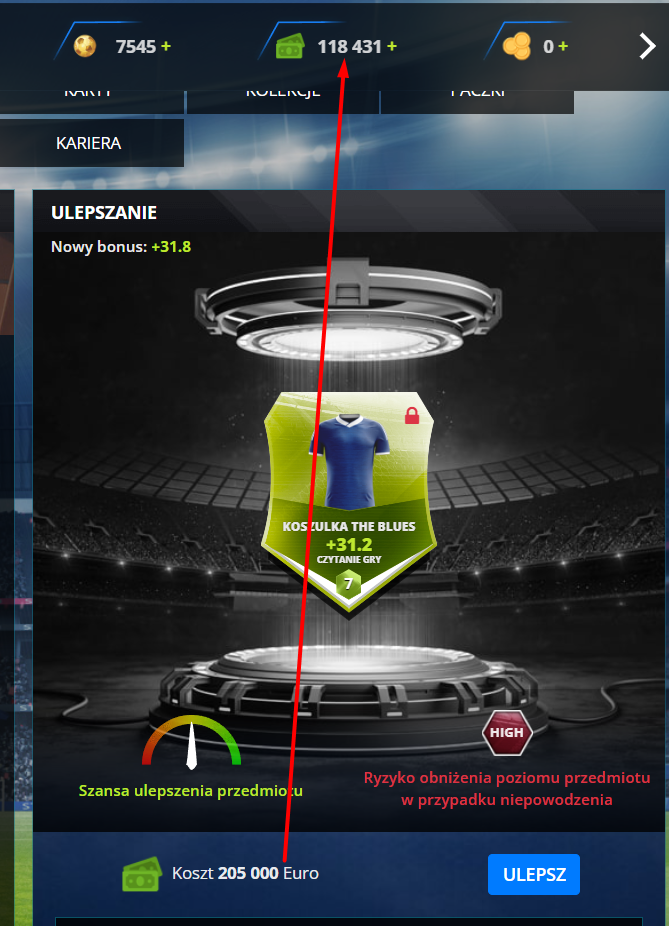 7545 +
118 431 +
0 +
KARTY
KOLEKCJE
PACZKI
KARIERA
ULEPSZANIE
Nowy bonus: +31.8
KOSZULKA THE BLUES
+31.2
CZYTANIE GRY
7
HIGH
Szansa ulepszenia przedmiotu
Ryzyko obniżenia poziomu przedmiotu
w przypadku niepowodzenia
Koszt 205 000 Euro
ULEPSZ